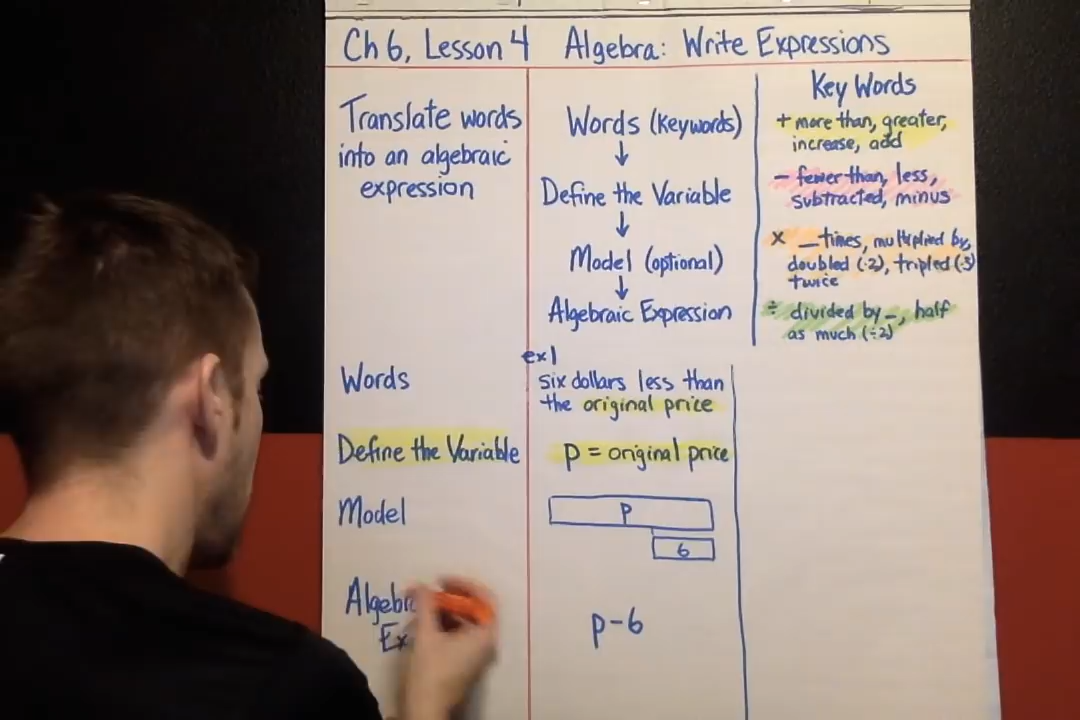 Ch 6, Lesson 4 Algebra: Write Expressions
Translate words
into an algebraic
expression
Words (keywords)
↓
Define the Variable
↓
Model (optional)
↓
Algebraic Expression
Key Words
+ more than, greater,
increase, add
- fewer than, less,
subtracted, minus
x _ times, multiplied by,
doubled (·2), tripled (·3)
twice
÷ divided by _, half
as much (÷2)
ex1
Words
six dollars less than
the original price
Define the Variable
p = original price
Model
P
6
p-6